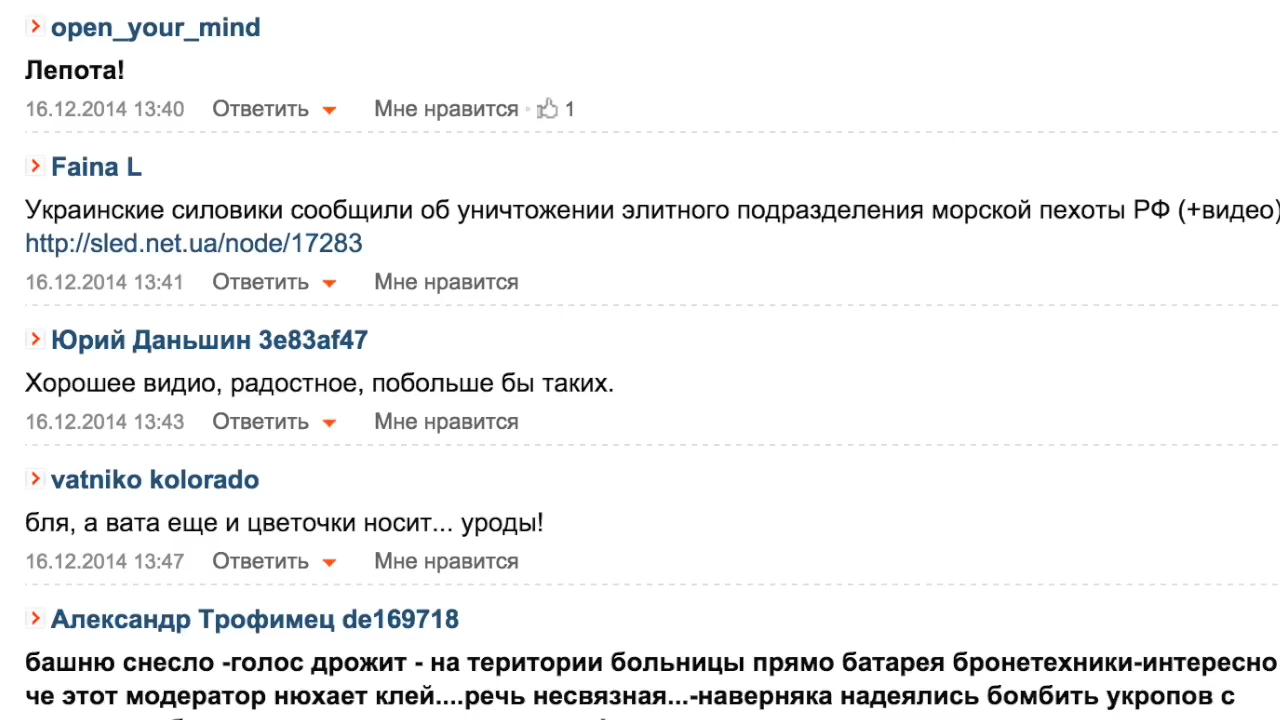 open_your_mind
Лепота!
16.12.2014 13:40 Ответить Мне нравится 1
Faina L
Украинские силовики сообщили об уничтожении элитного подразделения морской пехоты РФ (+видео)
http://sled.net.ua/node/17283
16.12.2014 13:41 Ответить Мне нравится
Юрий Даньшин 3e83af47
Хорошее видио, радостное, побольше бы таких.
16.12.2014 13:43 Ответить Мне нравится
vatniko kolorado
бля, а вата еще и цветочки носит... уроды!
16.12.2014 13:47 Ответить Мне нравится
Александр Трофимец de169718
башню снесло -голос дрожит - на територии больницы прямо батарея бронетехники-интересно
че этот модератор нюхает клей....речь несвязная...-наверняка надеялись бомбить укропов с